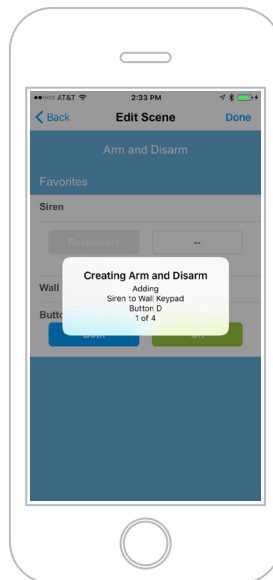 AT&T 2:33 PM
Back Edit Scene Done
Arm and Disarm
Favorites
Siren
Responder --
Creating Arm and Disarm
Adding
Siren to Wall Keypad
Button D
1 of 4
Wall